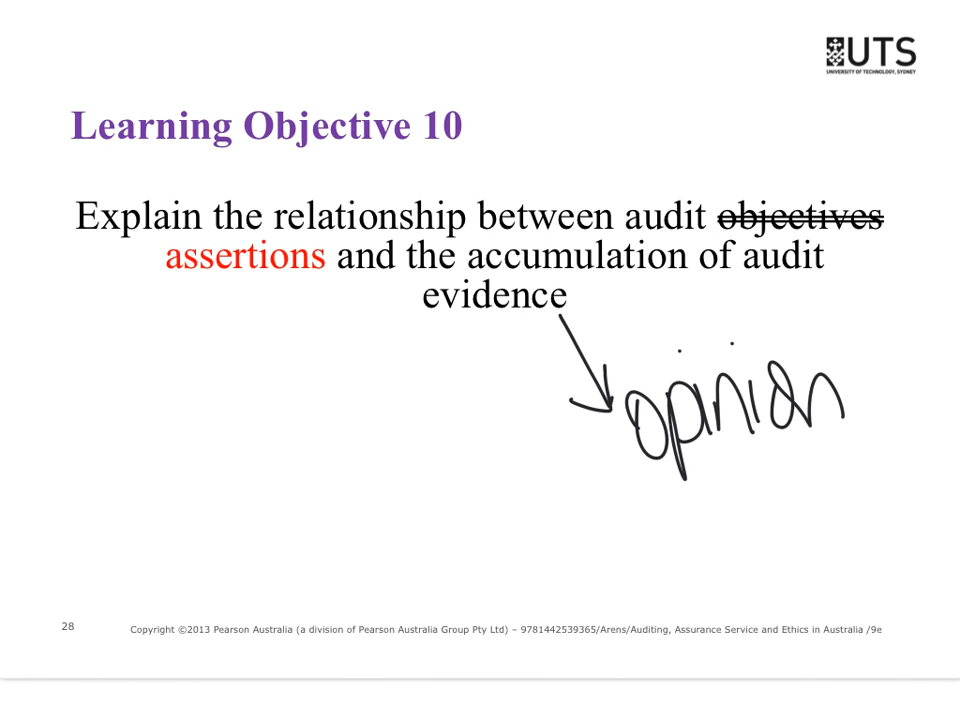 UTS
UNIVERSITY OF TECHNOLOGY, SYDNEY
Learning Objective 10
Explain the relationship between audit objectives
assertions and the accumulation of audit
evidence
opinion
28
Copyright ©2013 Pearson Australia (a division of Pearson Australia Group Pty Ltd) – 9781442539365/Arens/Auditing, Assurance Service and Ethics in Australia /9e